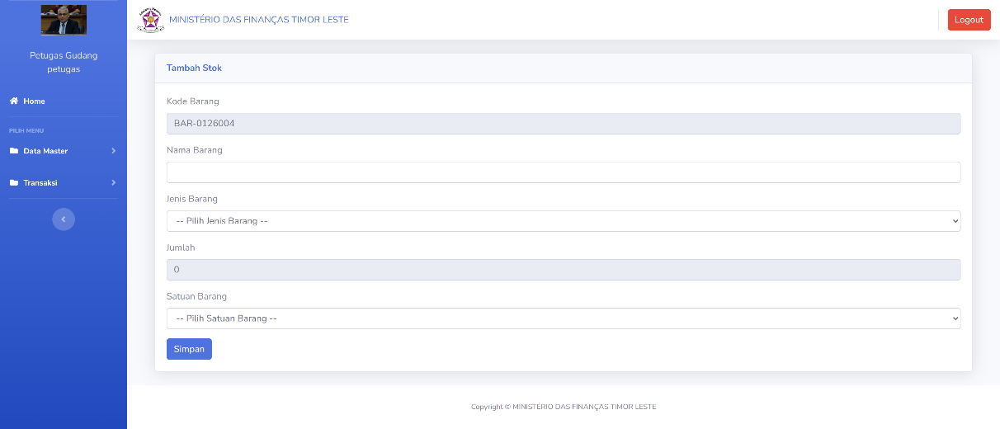 MINISTÉRIO DAS FINANÇAS TIMOR LESTE
Logout
Petugas Gudang
petugas
Home
PILIH MENU
Data Master
Transaksi
Tambah Stok
Kode Barang
BAR-0126004
Nama Barang
Jenis Barang
-- Pilih Jenis Barang --
Jumlah
0
Satuan Barang
-- Pilih Satuan Barang --
Simpan
Copyright © MINISTÉRIO DAS FINANÇAS TIMOR LESTE